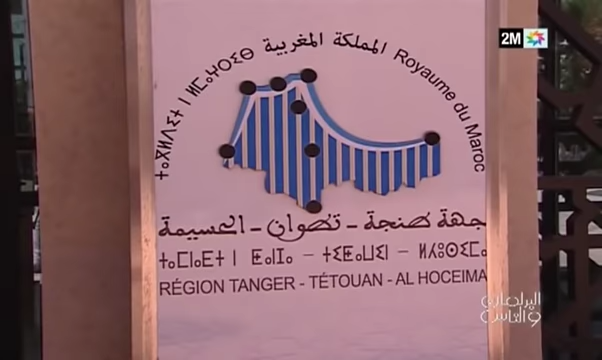 ⵜⴰⴳⵍⴷⵉⵜ ⵏ ⵍⵎⵖⵔⵉⴱ المملكة المغربية Royaume du Maroc
جهة طنجة - تطوان - الحسيمة
ⵜⴰⵎⵏⴰⴹⵜ ⵏ ⵟⴰⵏⵊⴰ - ⵜⵉⵟⵟⴰⵡⵉⵏ - ⵍⵃⵓⵙⵉⵎⴰ
RÉGION TANGER - TÉTOUAN - AL HOCEIMA
2M